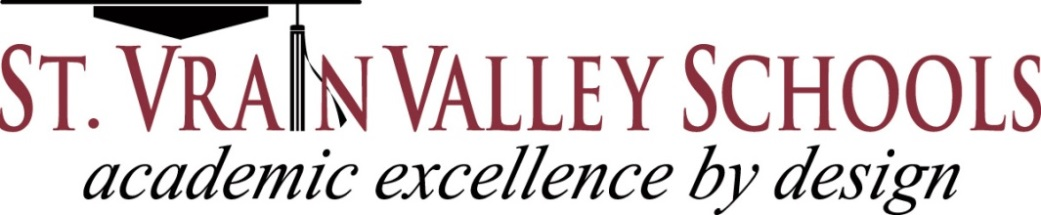 ST. VRAIN VALLEY SCHOOLS
academic excellence by design